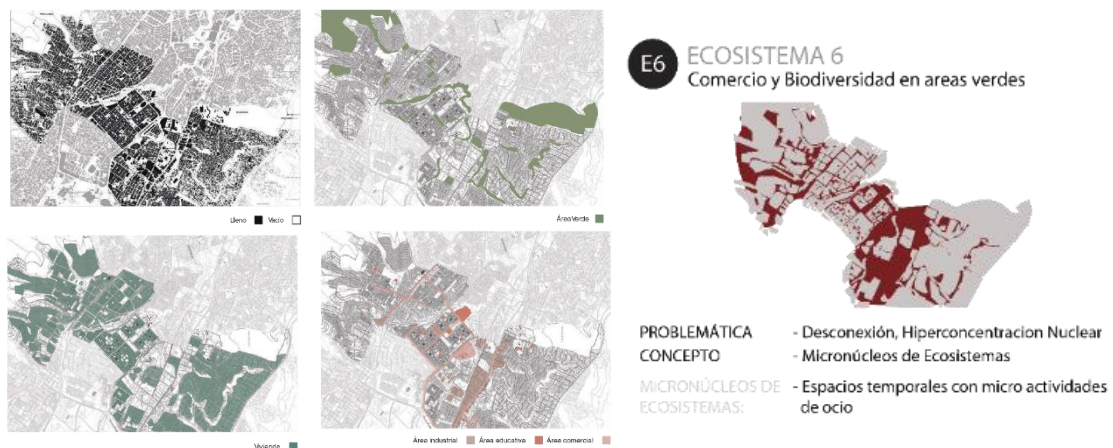 Lleno Vacío
Área Verde
Vivienda
Área industrial Área educativa Área comercial
E6 ECOSISTEMA 6
Comercio y Biodiversidad en areas verdes
PROBLEMÁTICA - Desconexión, Hiperconcentracion Nuclear
CONCEPTO - Micronúcleos de Ecosistemas
MICRONÚCLEOS DE - Espacios temporales con micro actividades
ECOSISTEMAS: de ocio